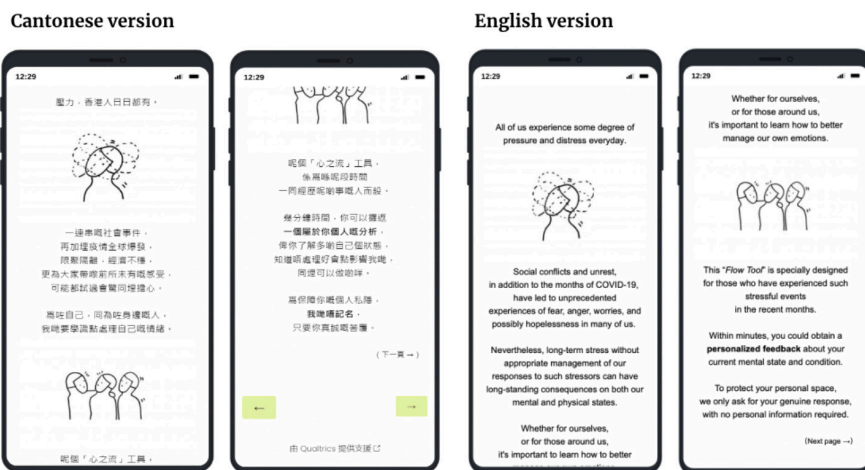 Cantonese version
English version
12:29
壓力，香港人日日都有。
一連串嘅社會事件，
再加埋疫情全球爆發，
限聚隔離，經濟不穩，
更為大家帶嚟前所未有嘅感受，
可能都試過會驚同埋擔心。
為咗自己，同為咗身邊嘅人，
我哋要學識點處理自己嘅情緒。
呢個「心之流」工具，
12:29
呢個「心之流」工具，
係為喺呢段時間
一同經歷呢啲事嘅人而設。
幾分鐘時間，你可以獲返
一個屬於你個人嘅分析，
俾你了解多啲自己個狀態，
知道唔處理好會點影響我哋，
同埋可以做啲咩。
為保障你嘅個人私隱，
我哋唔記名，
只要你真誠嘅答覆。
(下一頁→)
←
→
由 Qualtrics 提供支援
12:29
All of us experience some degree of
pressure and distress everyday.
Social conflicts and unrest,
in addition to the months of COVID-19,
have led to unprecedented
experiences of fear, anger, worries, and
possibly hopelessness in many of us.
Nevertheless, long-term stress without
appropriate management of our
responses to such stressors can have
long-standing consequences on both our
mental and physical states.
Whether for ourselves,
or for those around us,
it's important to learn how to better
12:29
Whether for ourselves,
or for those around us,
it's important to learn how to better
manage our own emotions.
This "Flow Tool" is specially designed
for those who have experienced such
stressful events
in the recent months.
Within minutes, you could obtain a
personalized feedback about your
current mental state and condition.
To protect your personal space,
we only ask for your genuine response,
with no personal information required.
(Next page →)